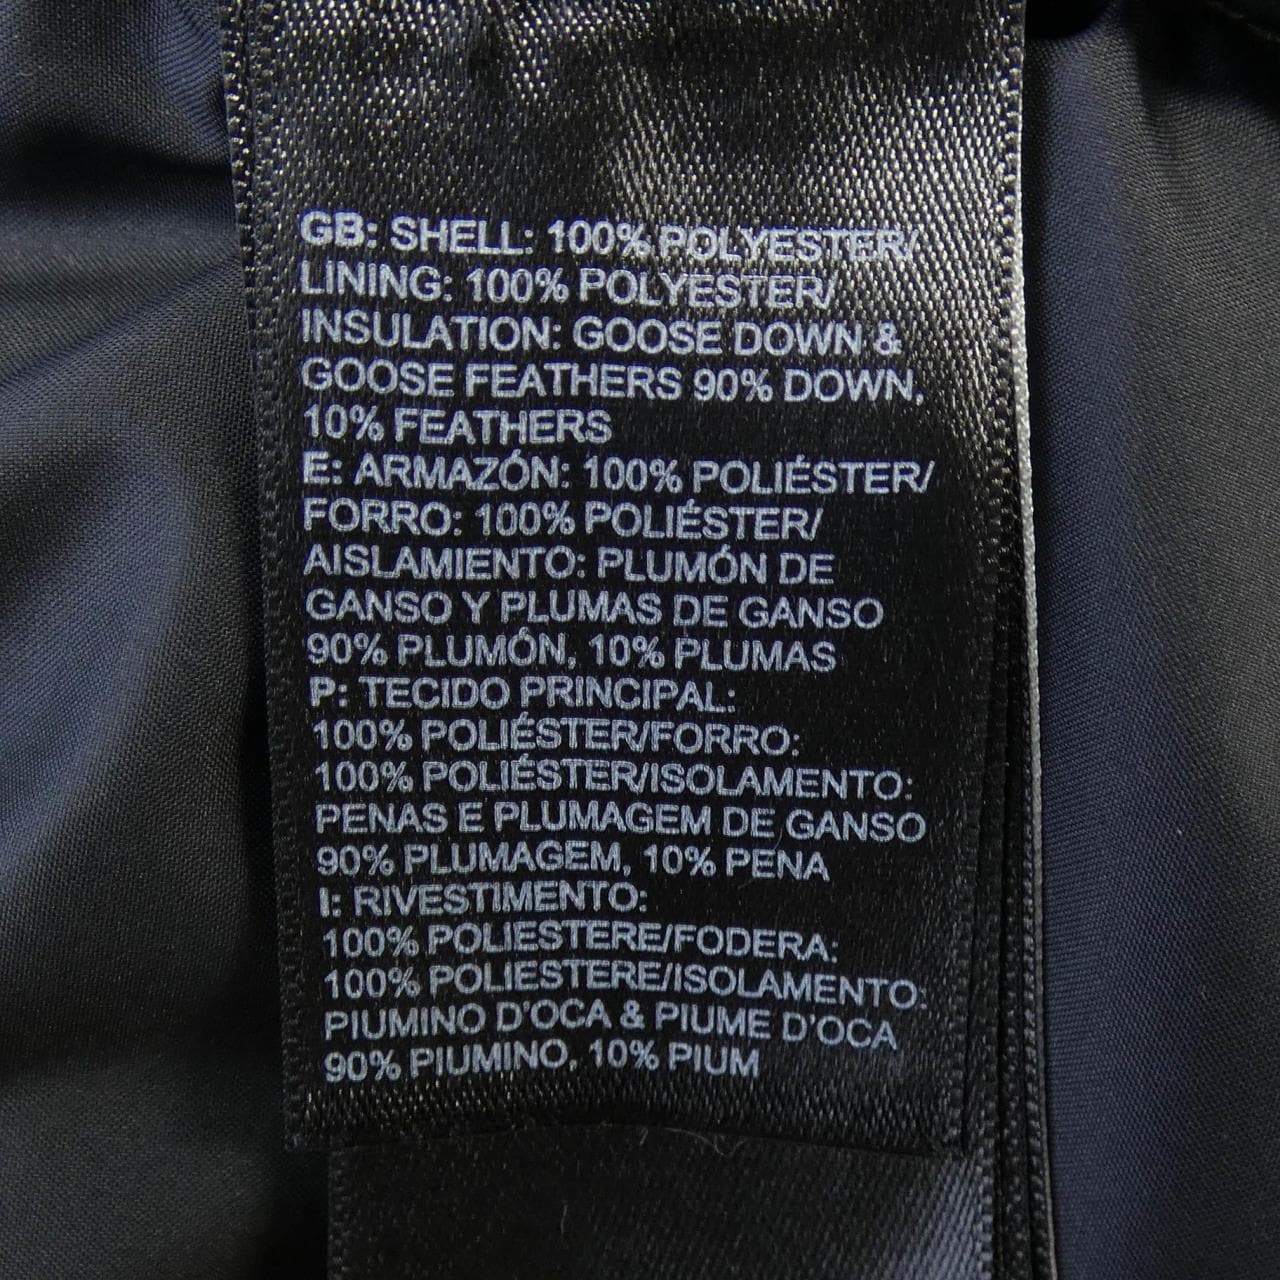 GB: SHELL: 100% POLYESTER/
LINING: 100% POLYESTER/
INSULATION: GOOSE DOWN &
GOOSE FEATHERS 90% DOWN,
10% FEATHERS
E: ARMAZÓN: 100% POLIÉSTER/
FORRO: 100% POLIÉSTER/
AISLAMIENTO: PLUMÓN DE
GANSO Y PLUMAS DE GANSO
90% PLUMÓN, 10% PLUMAS
P: TECIDO PRINCIPAL:
100% POLIÉSTER/FORRO:
100% POLIÉSTER/ISOLAMENTO:
PENAS E PLUMAGEM DE GANSO
90% PLUMAGEM, 10% PENA
I: RIVESTIMENTO:
100% POLIESTERE/FODERA:
100% POLIESTERE/ISOLAMENTO:
PIUMINO D'OCA & PIUME D'OCA
90% PIUMINO, 10% PIUM